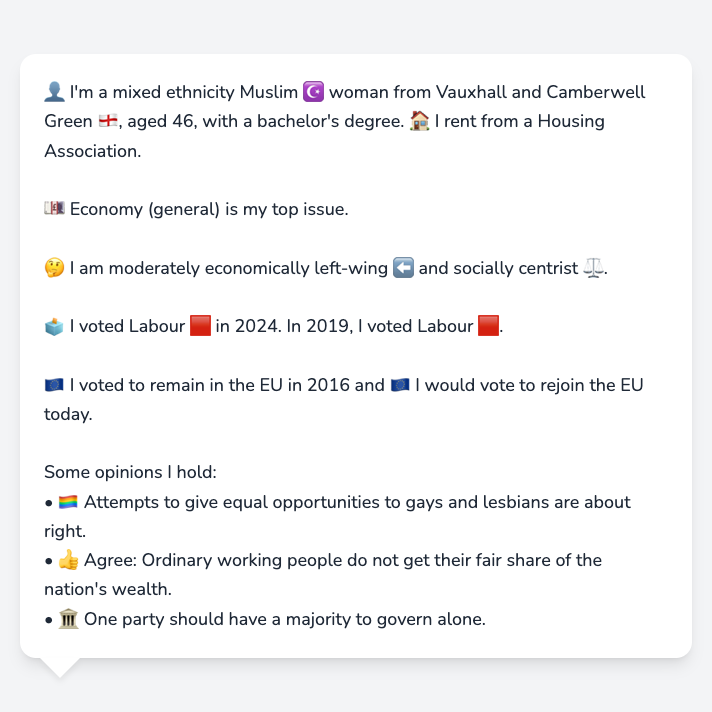 👤 I'm a mixed ethnicity Muslim ☪️ woman from Vauxhall and Camberwell
Green 🏴󠁧󠁢󠁥󠁮󠁧󠁿, aged 46, with a bachelor's degree. 🏠 I rent from a Housing
Association.
💷 Economy (general) is my top issue.
🤔 I am moderately economically left-wing ⬅️ and socially centrist ⚖️.
🗳️ I voted Labour 🟥 in 2024. In 2019, I voted Labour 🟥.
🇪🇺 I voted to remain in the EU in 2016 and 🇪🇺 I would vote to rejoin the EU
today.
Some opinions I hold:
• 🏳️‍🌈 Attempts to give equal opportunities to gays and lesbians are about
right.
• 👍 Agree: Ordinary working people do not get their fair share of the
nation's wealth.
• 🏛️ One party should have a majority to govern alone.